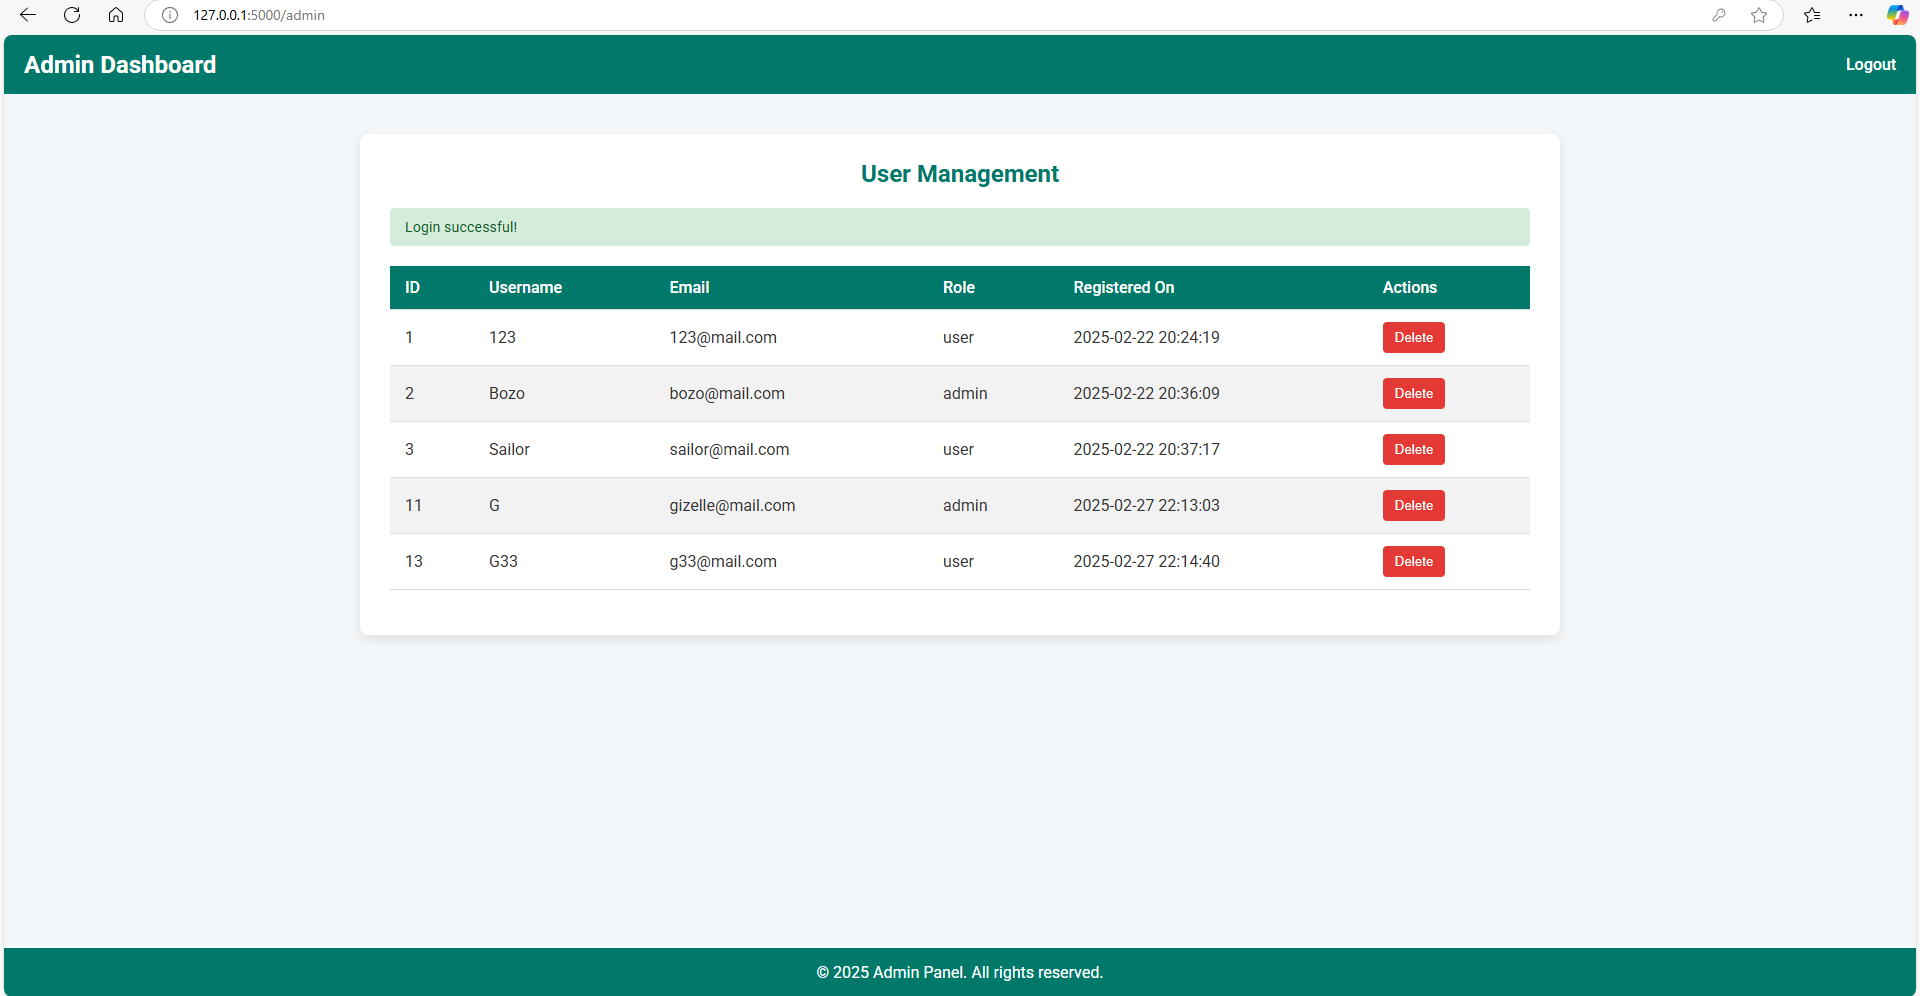 127.0.0.1:5000/admin
Admin Dashboard
Logout
User Management
Login successful!
ID Username Email Role Registered On Actions
1 123 123@mail.com user 2025-02-22 20:24:19 Delete
2 Bozo bozo@mail.com admin 2025-02-22 20:36:09 Delete
3 Sailor sailor@mail.com user 2025-02-22 20:37:17 Delete
11 G gizelle@mail.com admin 2025-02-27 22:13:03 Delete
13 G33 g33@mail.com user 2025-02-27 22:14:40 Delete
© 2025 Admin Panel. All rights reserved.